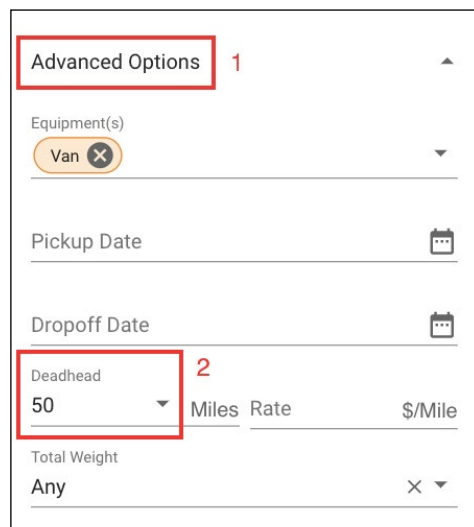 Advanced Options 1
Equipment(s)
Van
Pickup Date
Dropoff Date
Deadhead 2
50 Miles Rate $/Mile
Total Weight
Any